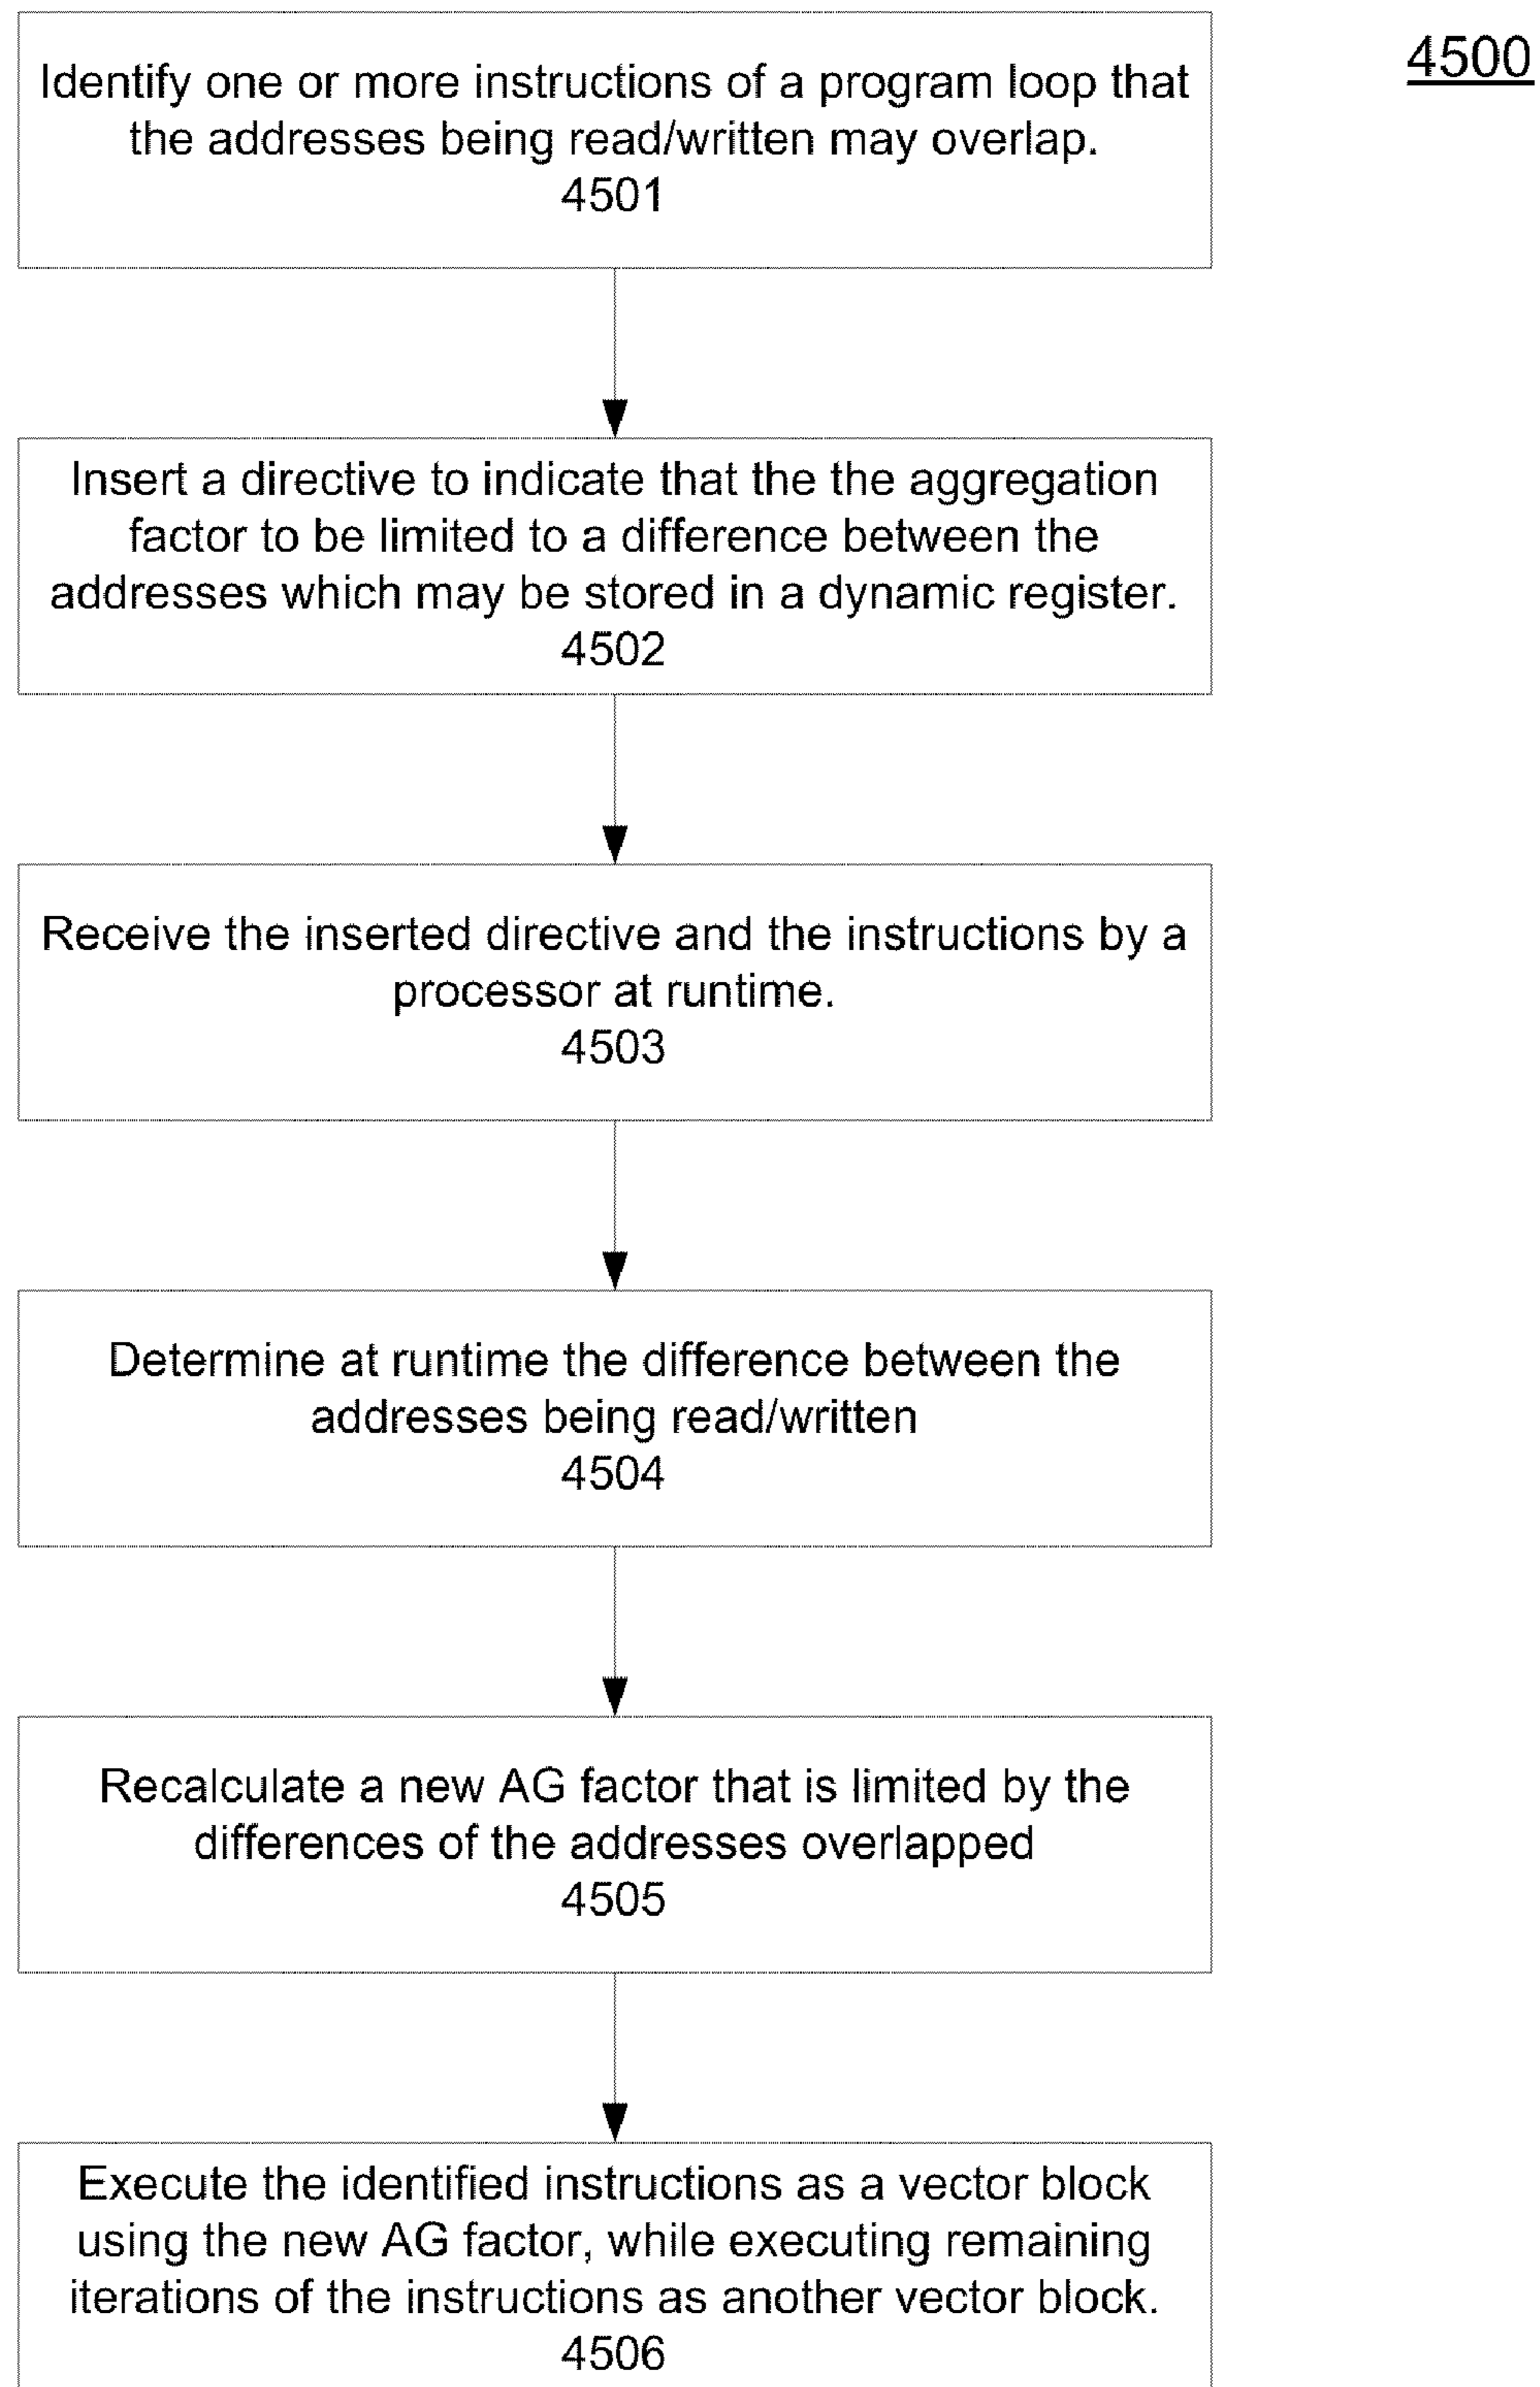 4500
Identify one or more instructions of a program loop that
the addresses being read/written may overlap.
4501
Insert a directive to indicate that the the aggregation
factor to be limited to a difference between the
addresses which may be stored in a dynamic register.
4502
Receive the inserted directive and the instructions by a
processor at runtime.
4503
Determine at runtime the difference between the
addresses being read/written
4504
Recalculate a new AG factor that is limited by the
differences of the addresses overlapped
4505
Execute the identified instructions as a vector block
using the new AG factor, while executing remaining
iterations of the instructions as another vector block.
4506